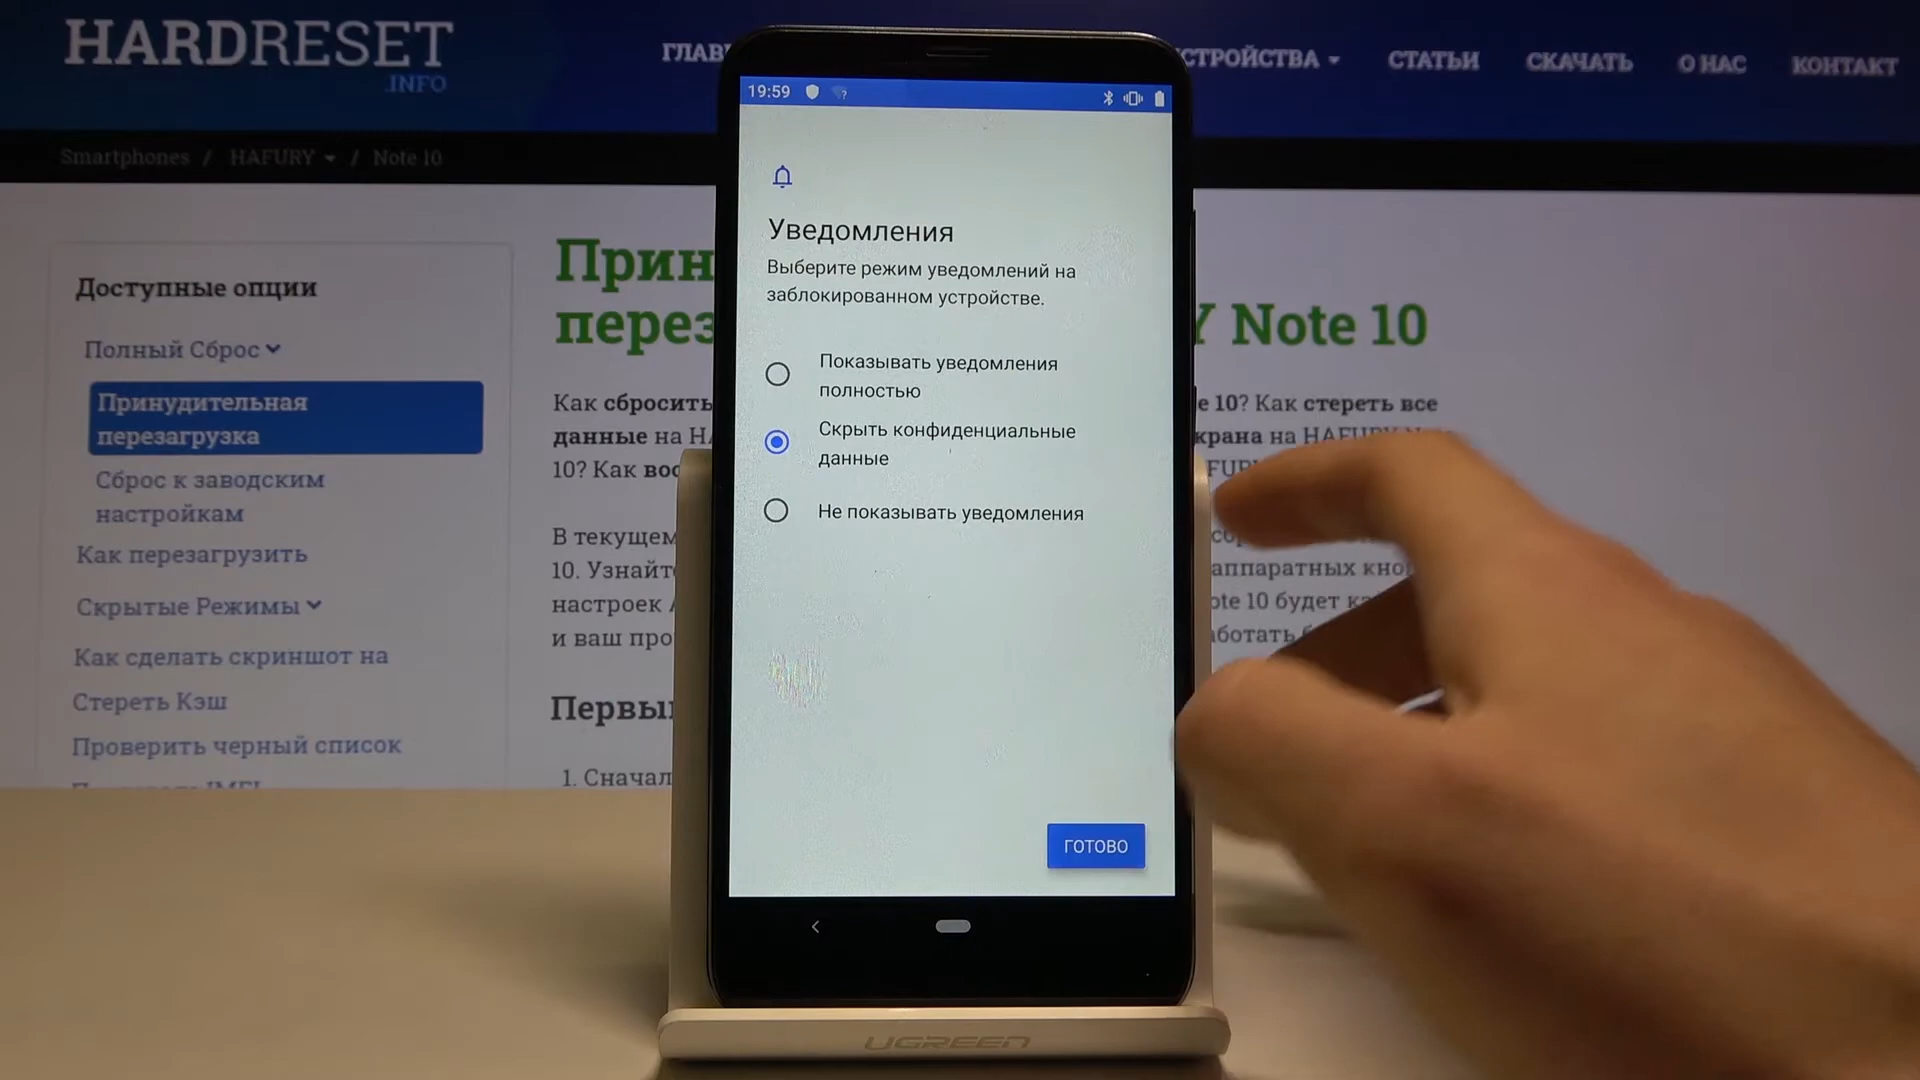 HARDRESET
.INFO
ГЛАВ
СТРОЙСТВА
СТАТЬИ
СКАЧАТЬ
О НАС
КОНТАКТ
Smartphones / HAFURY / Note 10
Доступные опции
Полный Сброс
Принудительная
перезагрузка
Сброс к заводским
настройкам
Как перезагрузить
Скрытые Режимы
Как сделать скриншот на
Стереть Кэш
Проверить черный список
Прин
перез
Y Note 10
Как сбросить
e 10? Как стереть все
данные на HA
крана на HAFURY
10? Как вос
FUR
В текущем
10. Узнайт
аппаратных кно
настроек
ote 10 будет к
и ваш про
аботать
Первы
1. Сначал
19:59
Уведомления
Выберите режим уведомлений на
заблокированном устройстве.
Показывать уведомления
полностью
Скрыть конфиденциальные
данные
Не показывать уведомления
ГОТОВО
UGREEN